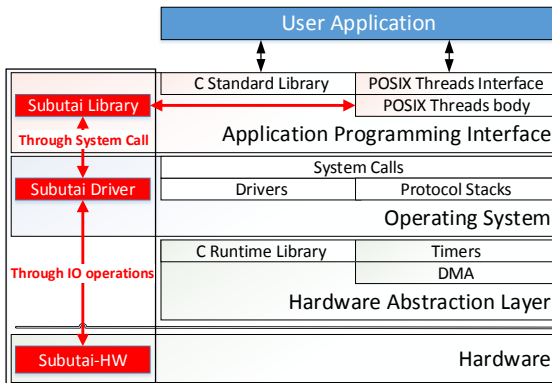 User Application
C Standard Library
POSIX Threads Interface
Subutai Library
POSIX Threads body
Through System Call
Application Programming Interface
System Calls
Subutai Driver
Drivers
Protocol Stacks
Operating System
C Runtime Library
Timers
Through IO operations
DMA
Hardware Abstraction Layer
Subutai-HW
Hardware